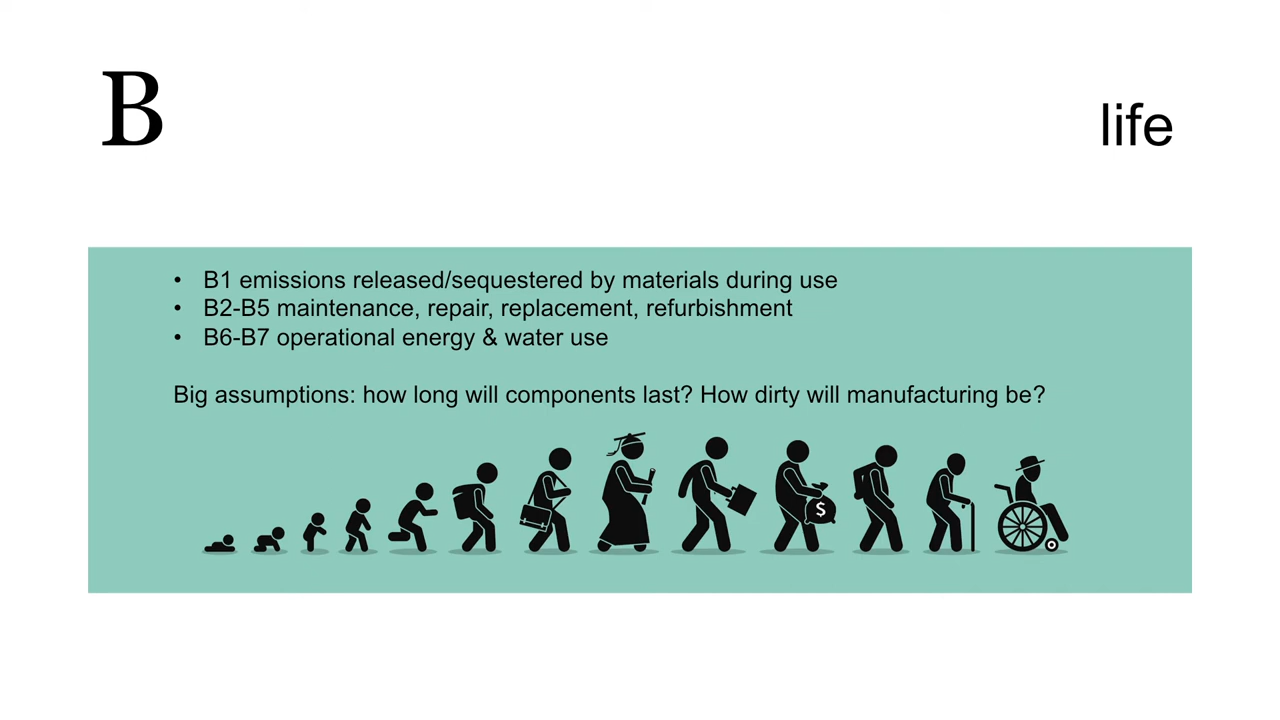 B
life
• B1 emissions released/sequestered by materials during use
• B2-B5 maintenance, repair, replacement, refurbishment
• B6-B7 operational energy & water use
Big assumptions: how long will components last? How dirty will manufacturing be?
$